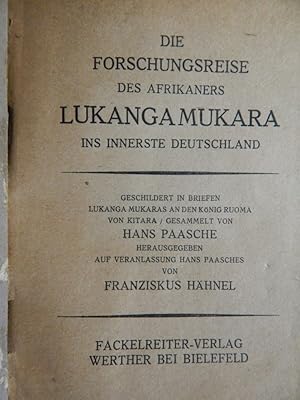 DIE
FORSCHUNGSREISE
DES AFRIKANERS
LUKANGA MUKARA
INS INNERSTE DEUTSCHLAND
GESCHILDERT IN BRIEFEN
LUKANGA MUKARAS AN DEN KÖNIG RUOMA
VON KITARA / GESAMMELT VON
HANS PAASCHE
HERAUSGEGEBEN
AUF VERANLASSUNG HANS PAASCHES
VON
FRANZISKUS HÄHNEL
FACKELREITER-VERLAG
WERTHER BEI BIELEFELD